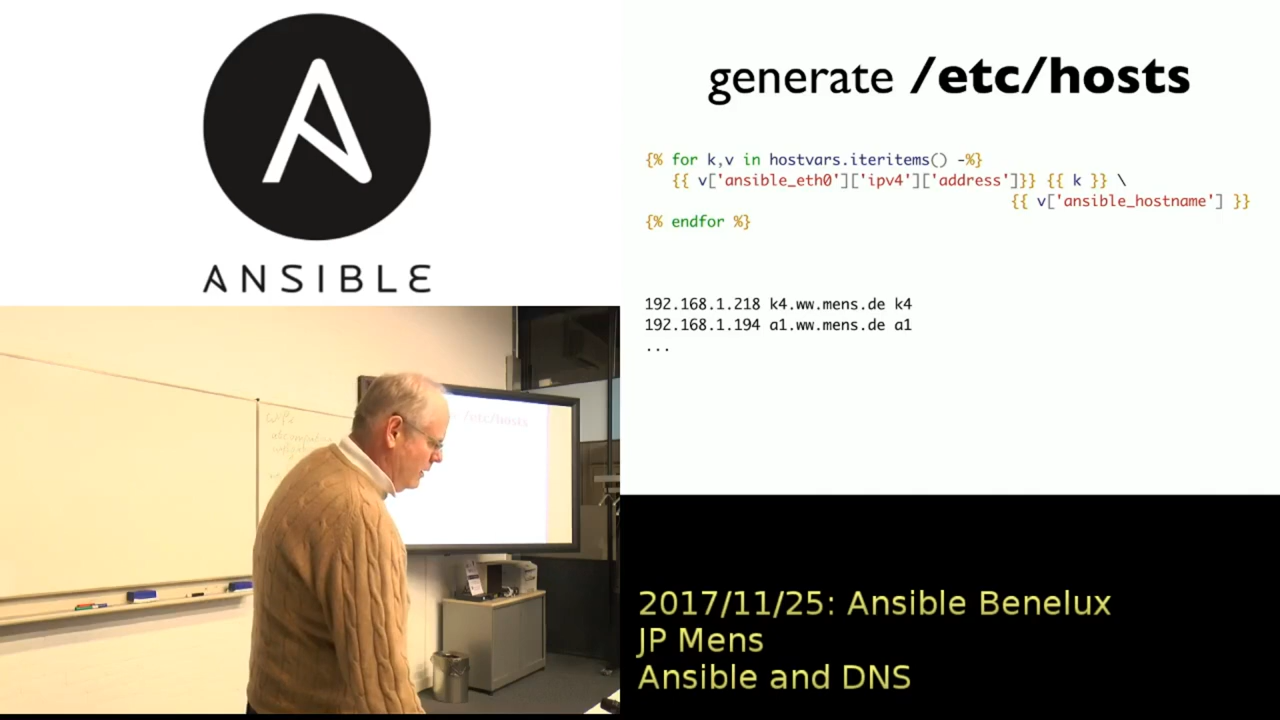 ANSIBLE
generate /etc/hosts
{% for k,v in hostvars.iteritems() -%}
{{ v['ansible_eth0']['ipv4']['address']}} {{ k }} \
{{ v['ansible_hostname'] }}
{% endfor %}
192.168.1.218 k4.ww.mens.de k4
192.168.1.194 a1.ww.mens.de a1
...
/etc/hosts
2017/11/25: Ansible Benelux
JP Mens
Ansible and DNS